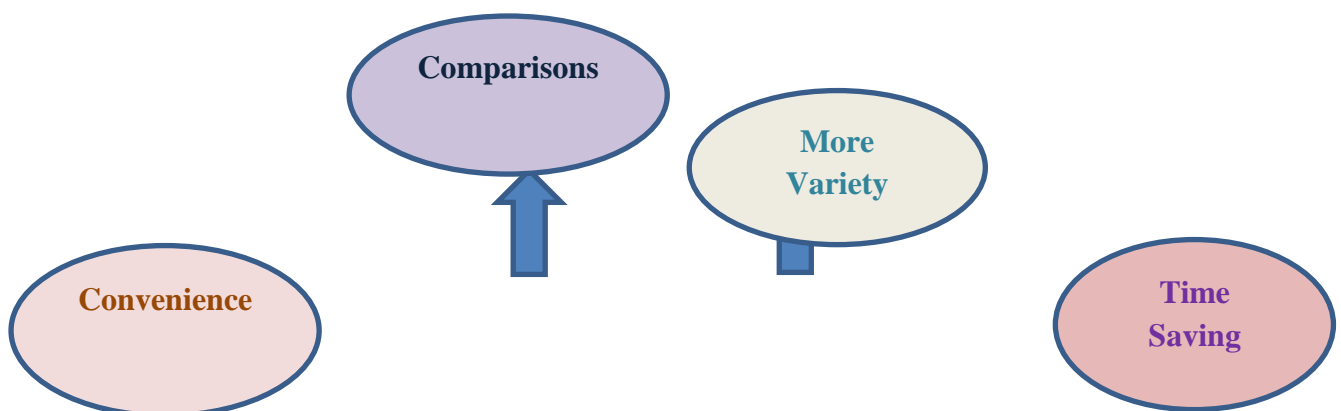 Comparisons
More
Variety
Convenience
Time
Saving